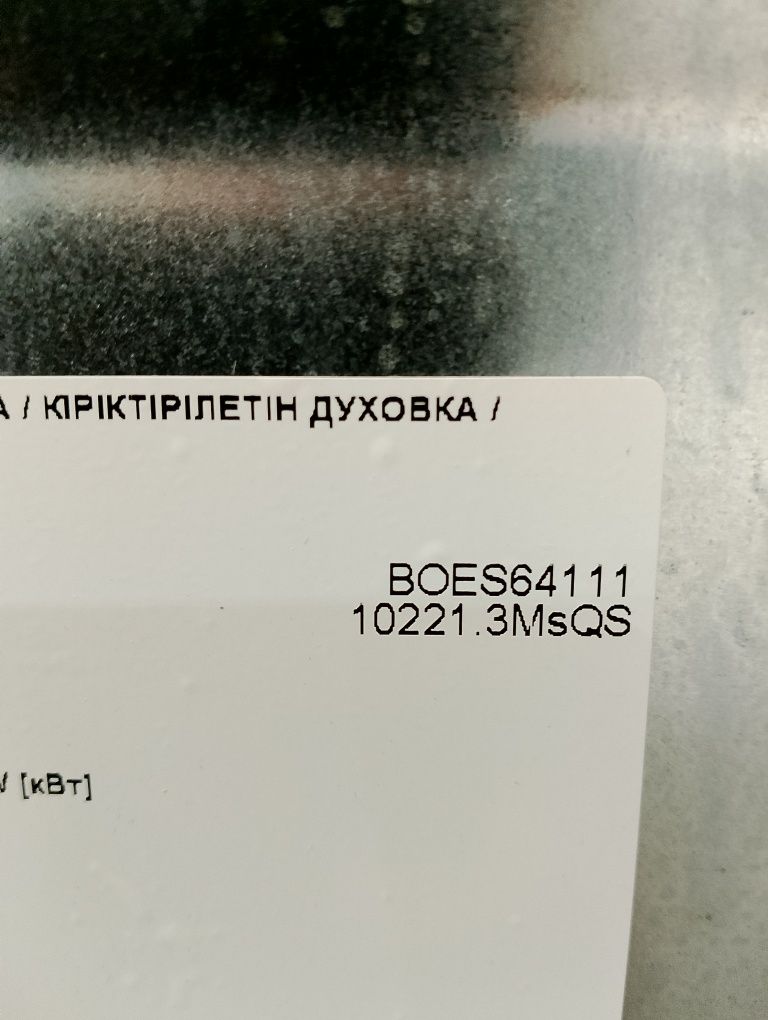 / КІРІКТІРІЛЕТІН ДУХОВКА /
BOES64111
10221.3MsQS
[кВт]